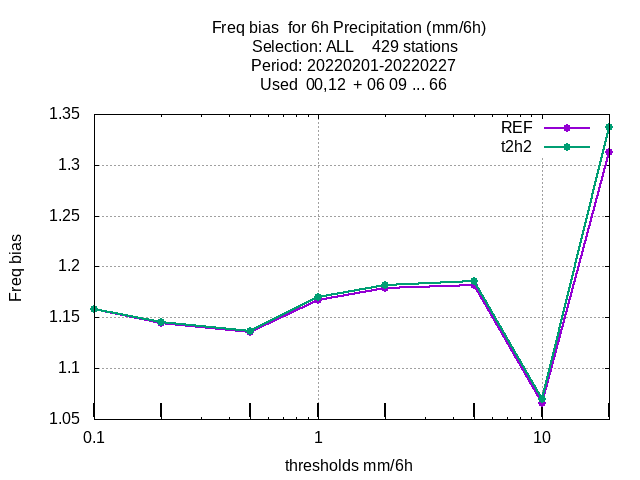 Freq bias  for 6h Precipitation (mm/6h)
Selection: ALL    429 stations
Period: 20220201-20220227
Used  00,12  + 06 09 ... 66
REF
t2h2
1.35
1.3
1.25
1.2
1.15
1.1
1.05
Freq bias
0.1
1
10
thresholds mm/6h